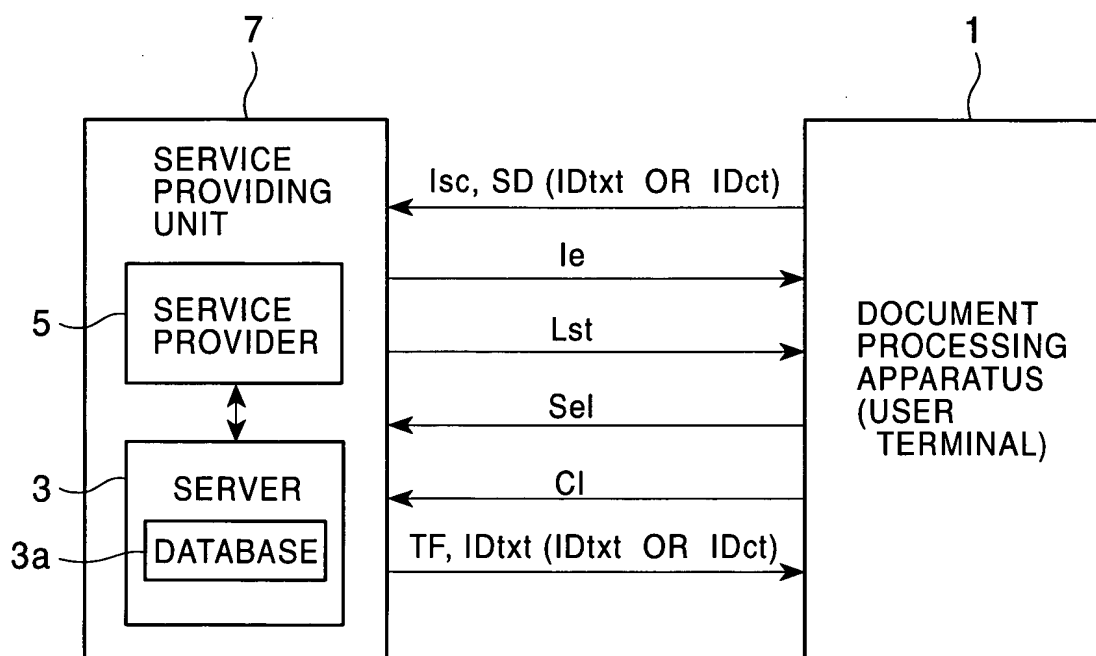 7
1
SERVICE
PROVIDING
UNIT
Isc, SD (IDtxt OR IDct)
Ie
5
SERVICE
PROVIDER
Lst
DOCUMENT
PROCESSING
APPARATUS
(USER
TERMINAL)
Sel
3
SERVER
CI
3a
DATABASE
TF, IDtxt (IDtxt OR IDct)